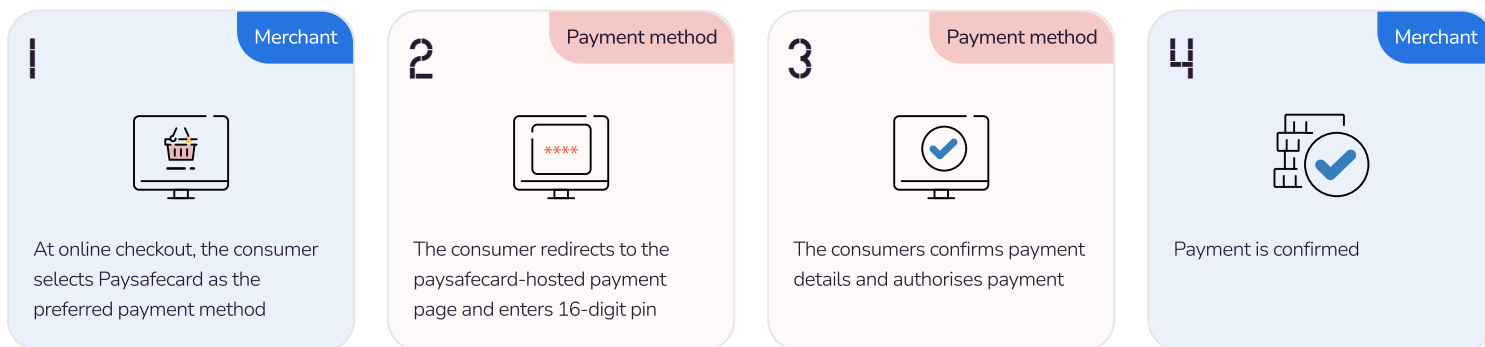 1
Merchant
At online checkout, the consumer
selects Paysafecard as the
preferred payment method
2
Payment method
****
The consumer redirects to the
paysafecard-hosted payment
page and enters 16-digit pin
3
Payment method
The consumers confirms payment
details and authorises payment
4
Merchant
Payment is confirmed